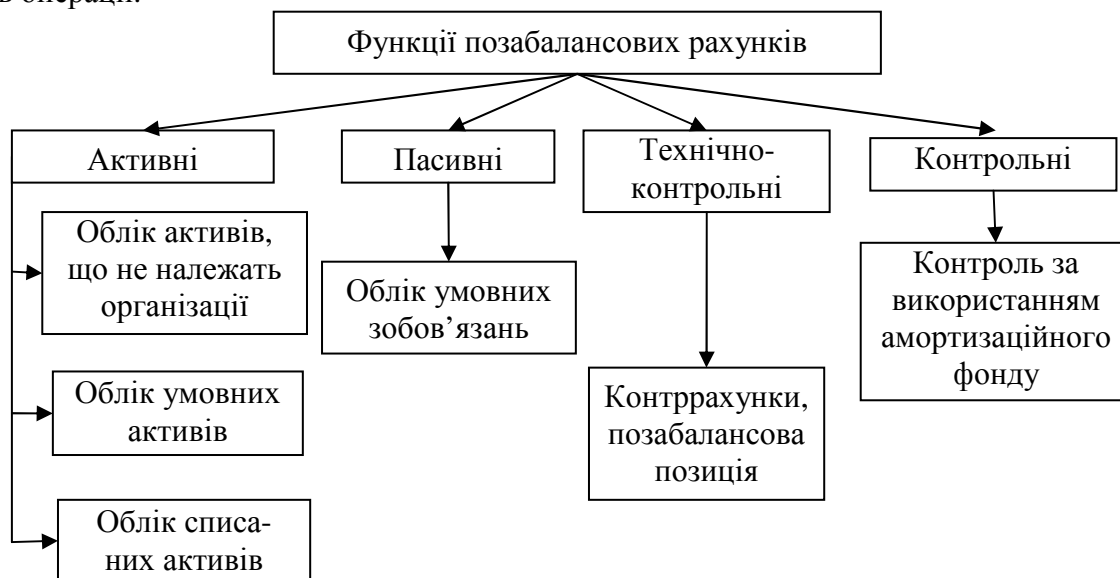 в операції.
Функції позабалансових рахунків
Активні
Пасивні
Технічно-
контрольні
Контрольні
Облік активів,
що не належать
організації
Облік умовних
зобов’язань
Контроль за
використанням
амортизаційного
фонду
Облік умовних
активів
Контррахунки,
позабалансова
позиція
Облік списа-
них активів